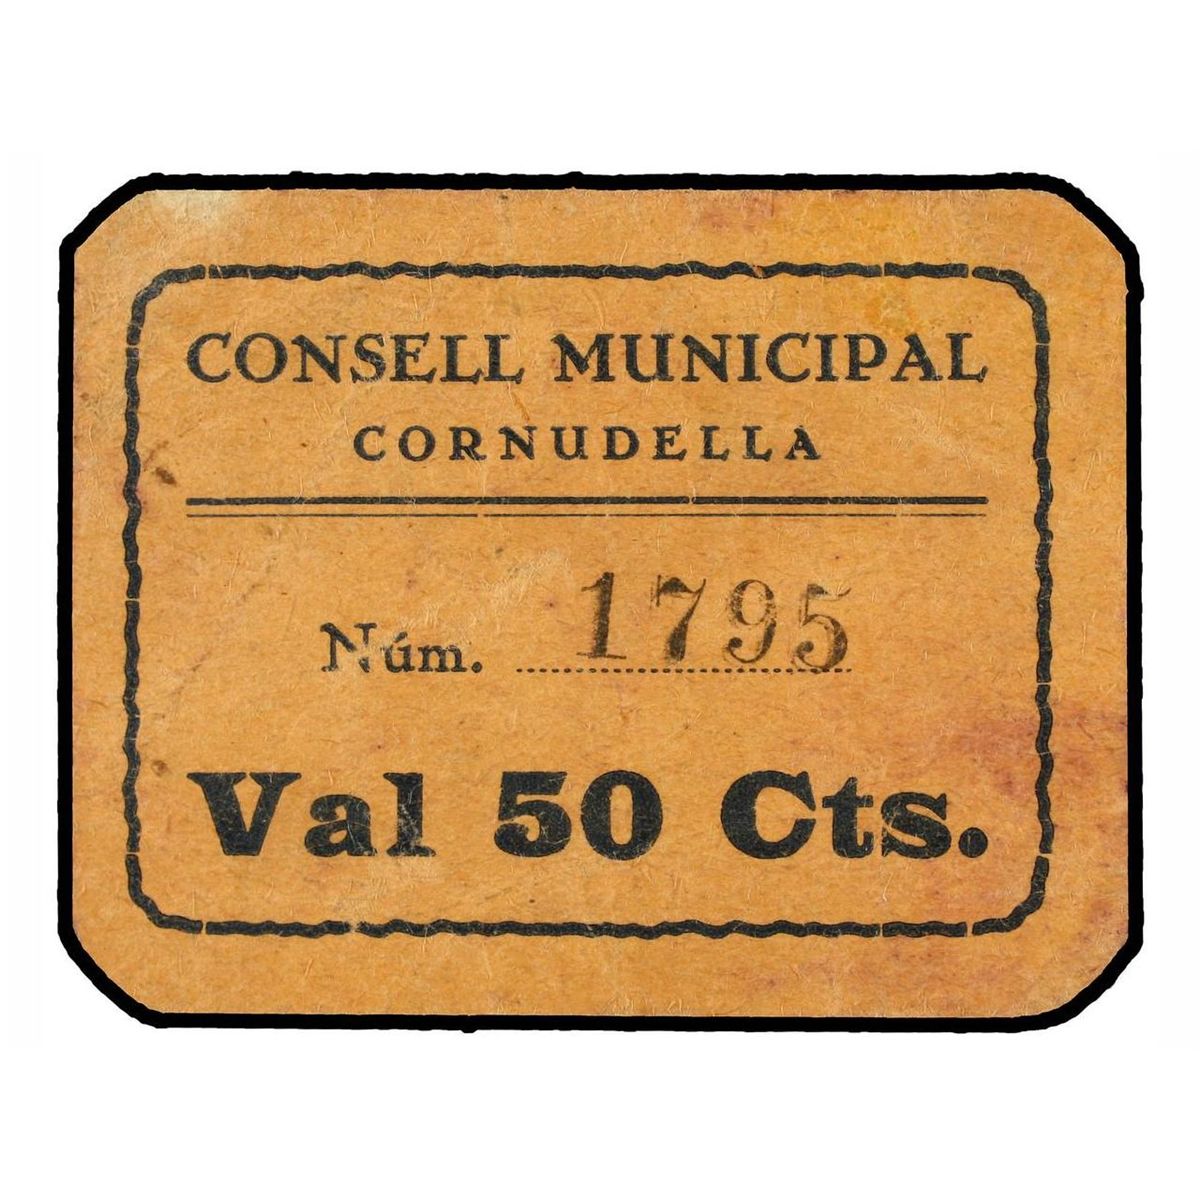 CONSELL MUNICIPAL
CORNUDELLA
Núm. 1795
Val 50 Cts.